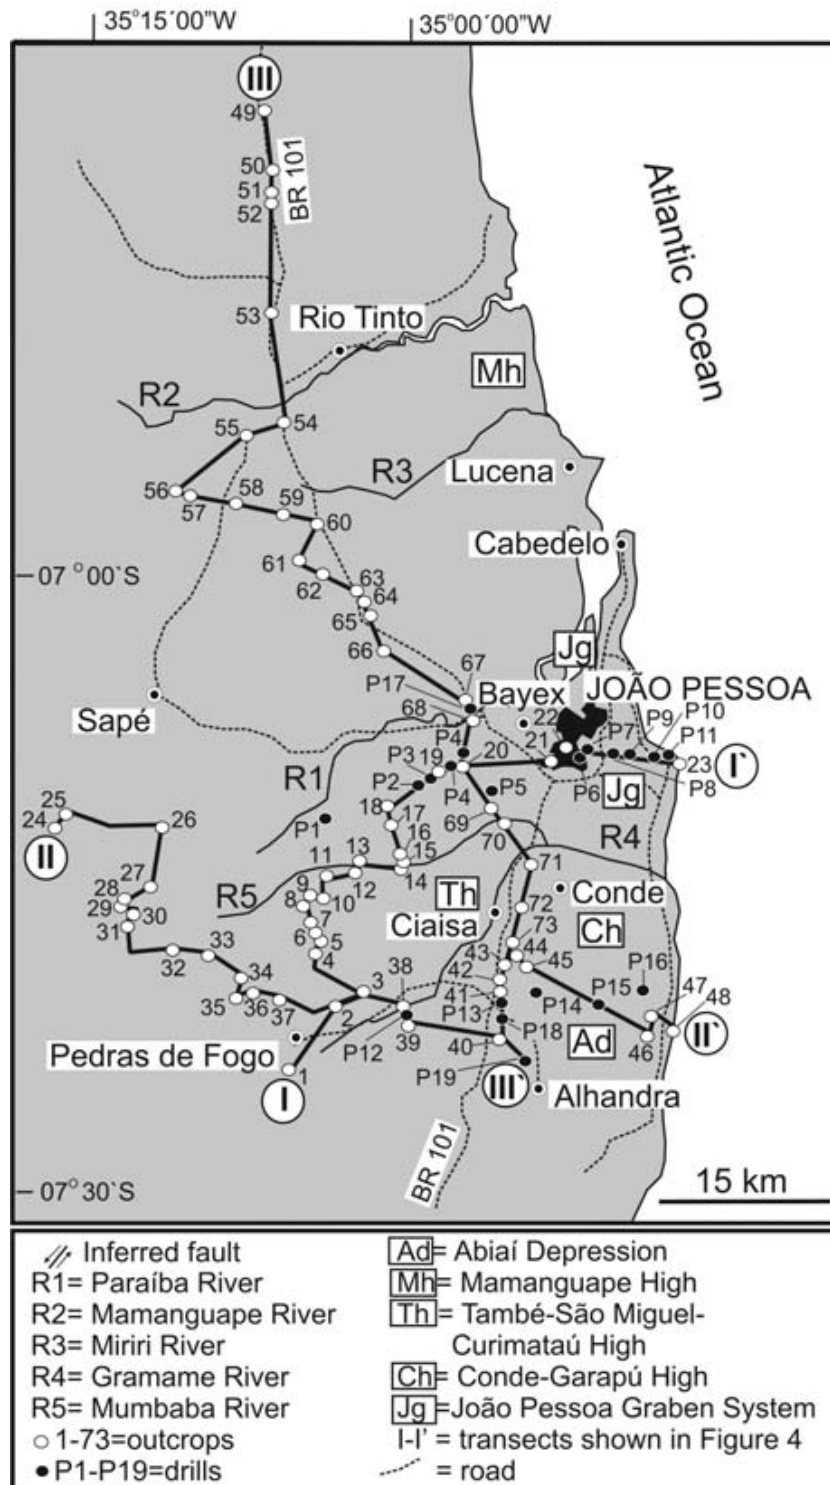 35°15´00”W
35°00´00”W
III
49
50
51
52
BR 101
Atlantic Ocean
53
Rio Tinto
Mh
R2
54
55
R3
Lucena
56
57
58
59
60
Cabedelo
07°00`S
61
62
63
64
65
66
Jg
67
P17
Bayex
JOÃO PESSOA
Sapé
68
22
P7
P9
P10
P11
P4
21
20
P3
19
R1
P2
P4
P5
P6
Jg
P8
23
I`
25
24
26
18
17
P1
69
70
R4
II
16
15
13
14
71
11
12
27
R5
9
8
10
Th
Conde
28
29
30
31
7
6
5
4
Ciaisa
72
Ch
73
44
43
45
32
33
34
42
41
P16
47
48
35
36
37
3
38
2
P13
P14
P15
P18
Ad
II`
46
Pedras de Fogo
P12
39
40
1
P19
III`
I
Alhandra
BR 101
07°30`S
15 km
Inferred fault
R1= Paraíba River
R2= Mamanguape River
R3= Miriri River
R4= Gramame River
R5= Mumbaba River
1-73=outcrops
P1-P19=drills
Ad= Abiaí Depression
Mh= Mamanguape High
Th= També-São Miguel-
Curimataú High
Ch= Conde-Garapú High
Jg=João Pessoa Graben System
I-I’ = transects shown in Figure 4
= road